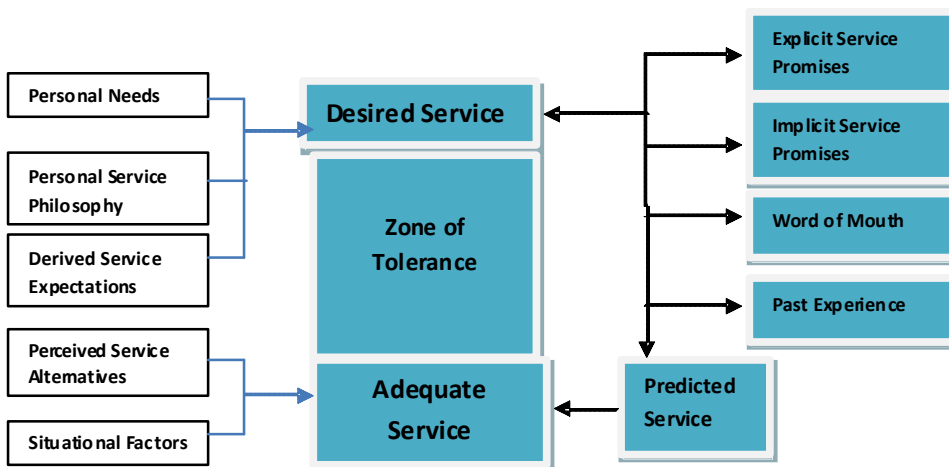 Personal Needs
Personal Service
Philosophy
Derived Service
Expectations
Perceived Service
Alternatives
Situational Factors
Desired Service
Zone of
Tolerance
Adequate
Service
Explicit Service
Promises
Implicit Service
Promises
Word of Mouth
Past Experience
Predicted
Service